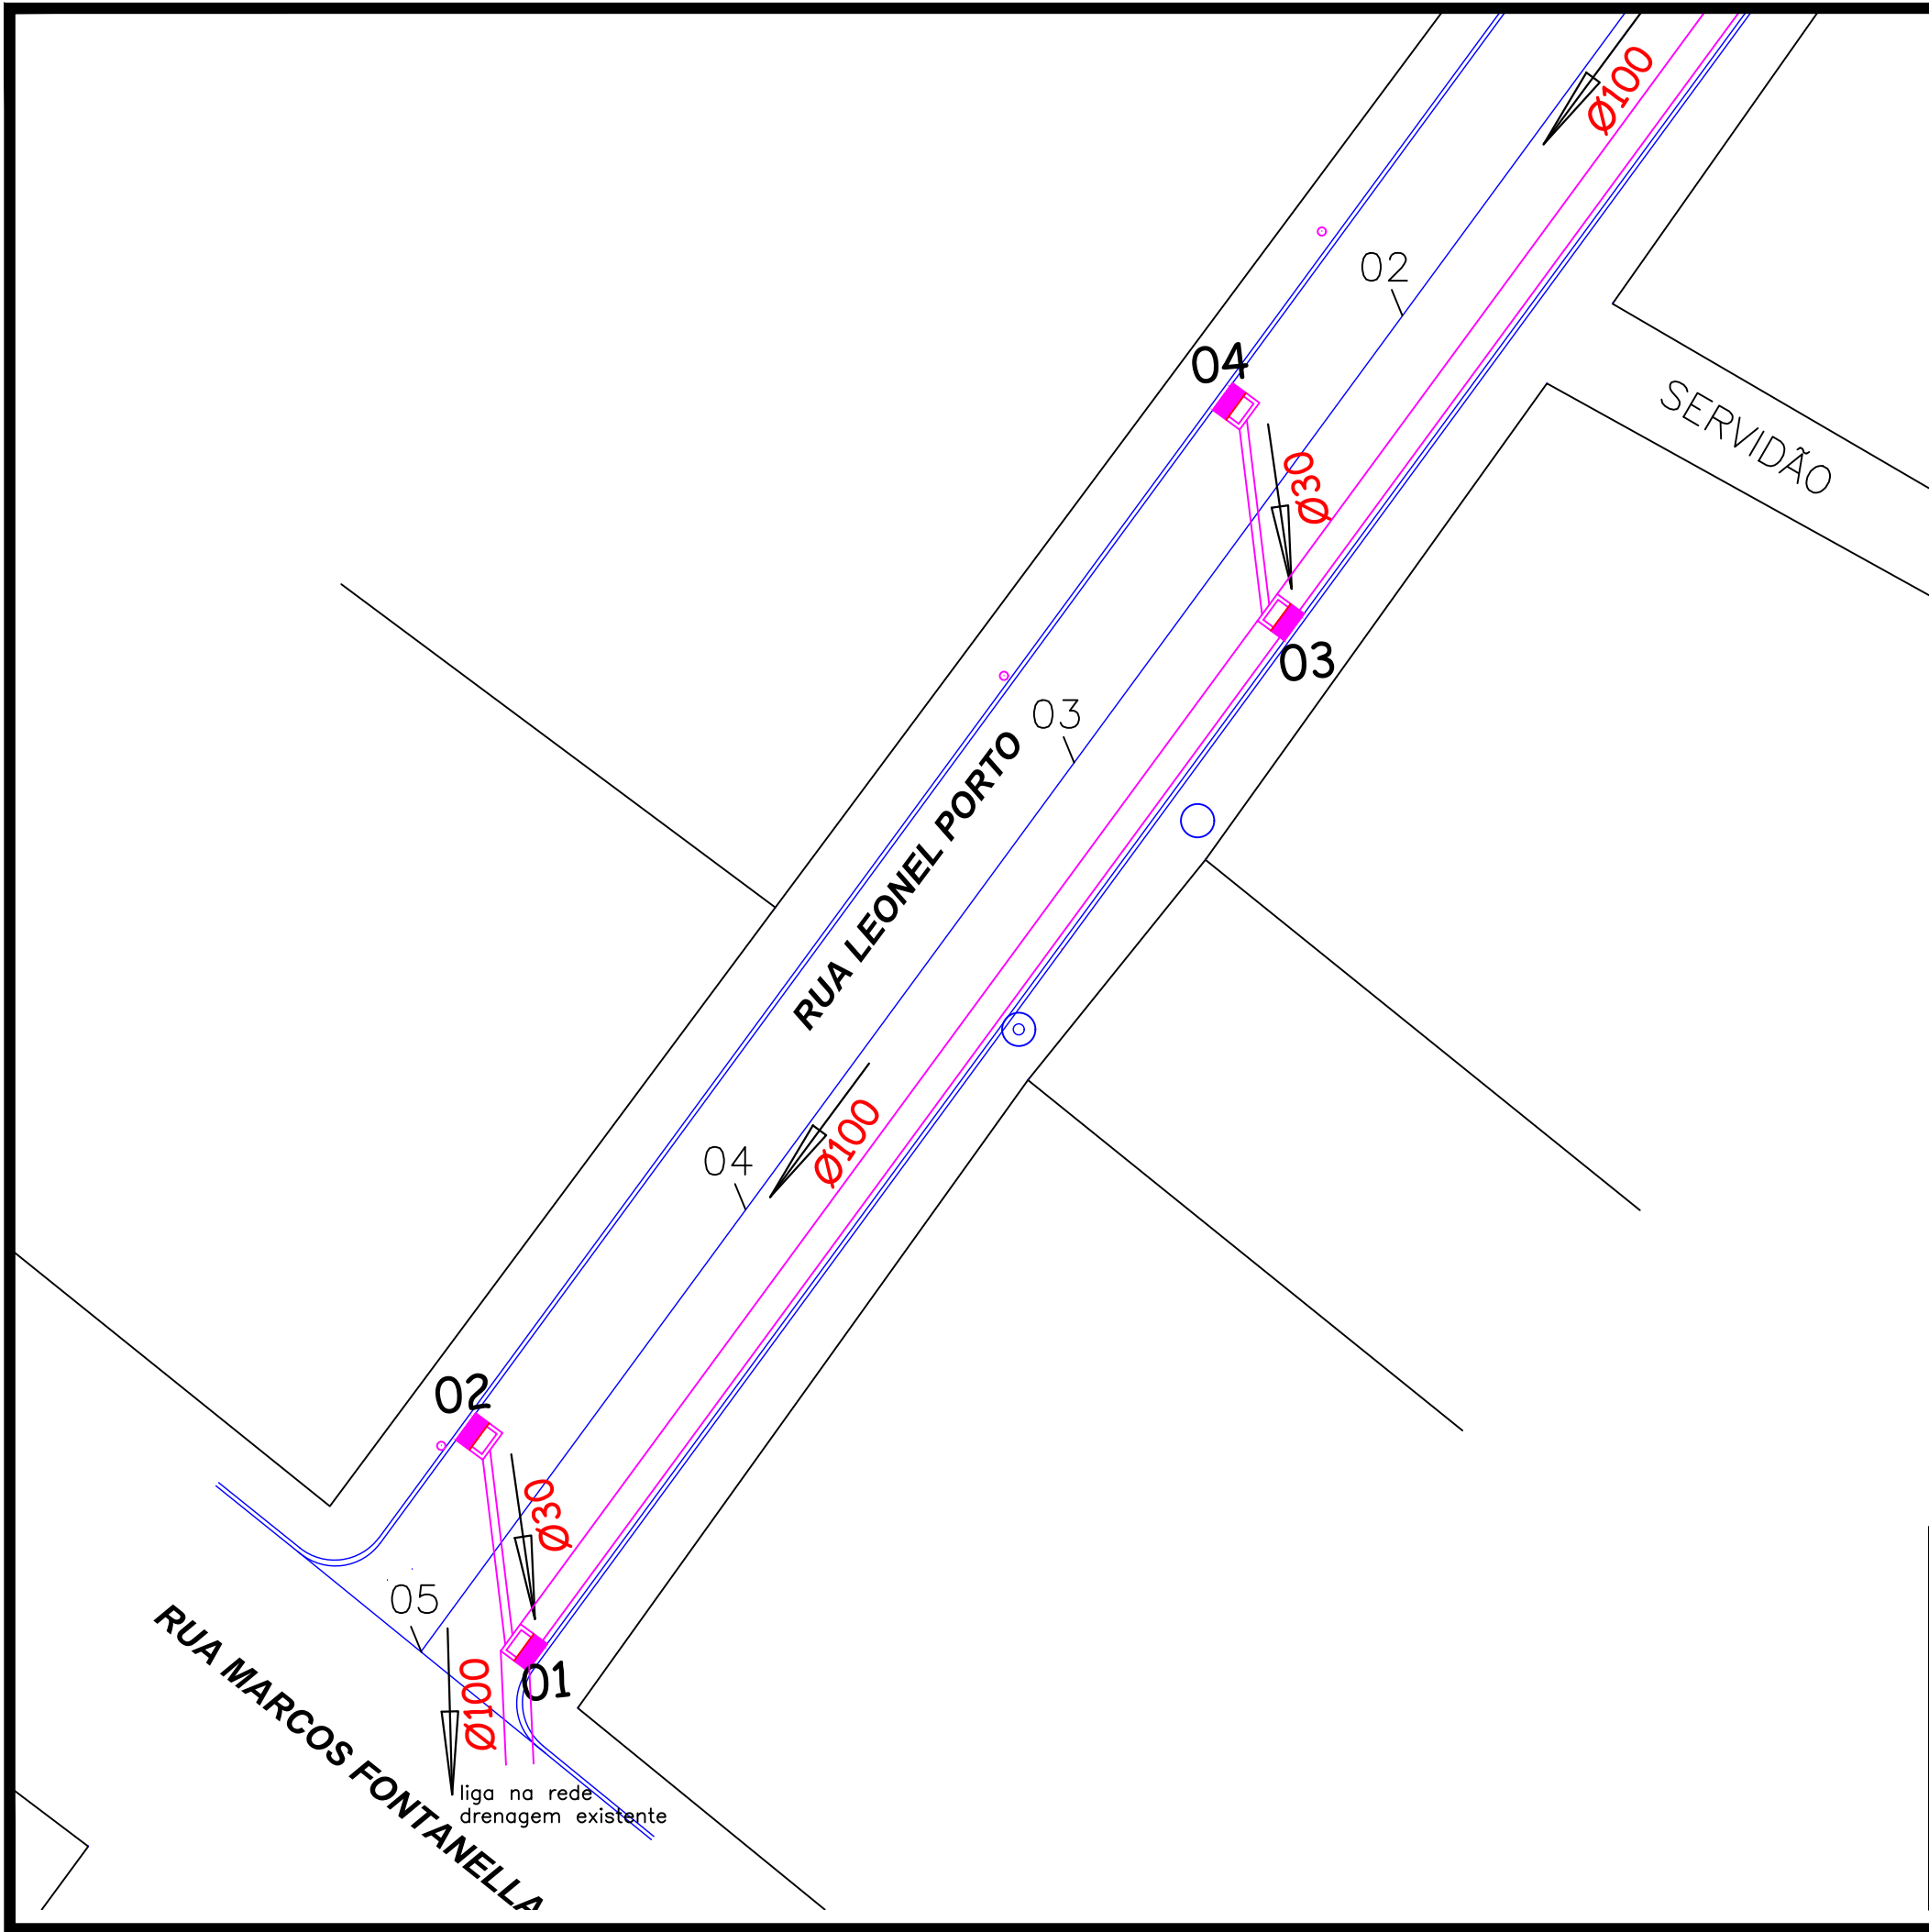 Ø100
02
04
SERVIDÃO
Ø30
03
03
RUA LEONEL PORTO
Ø100
04
02
Ø30
05
01
Ø100
RUA MARCOS FONTANELLA
liga na rede
drenagem existente